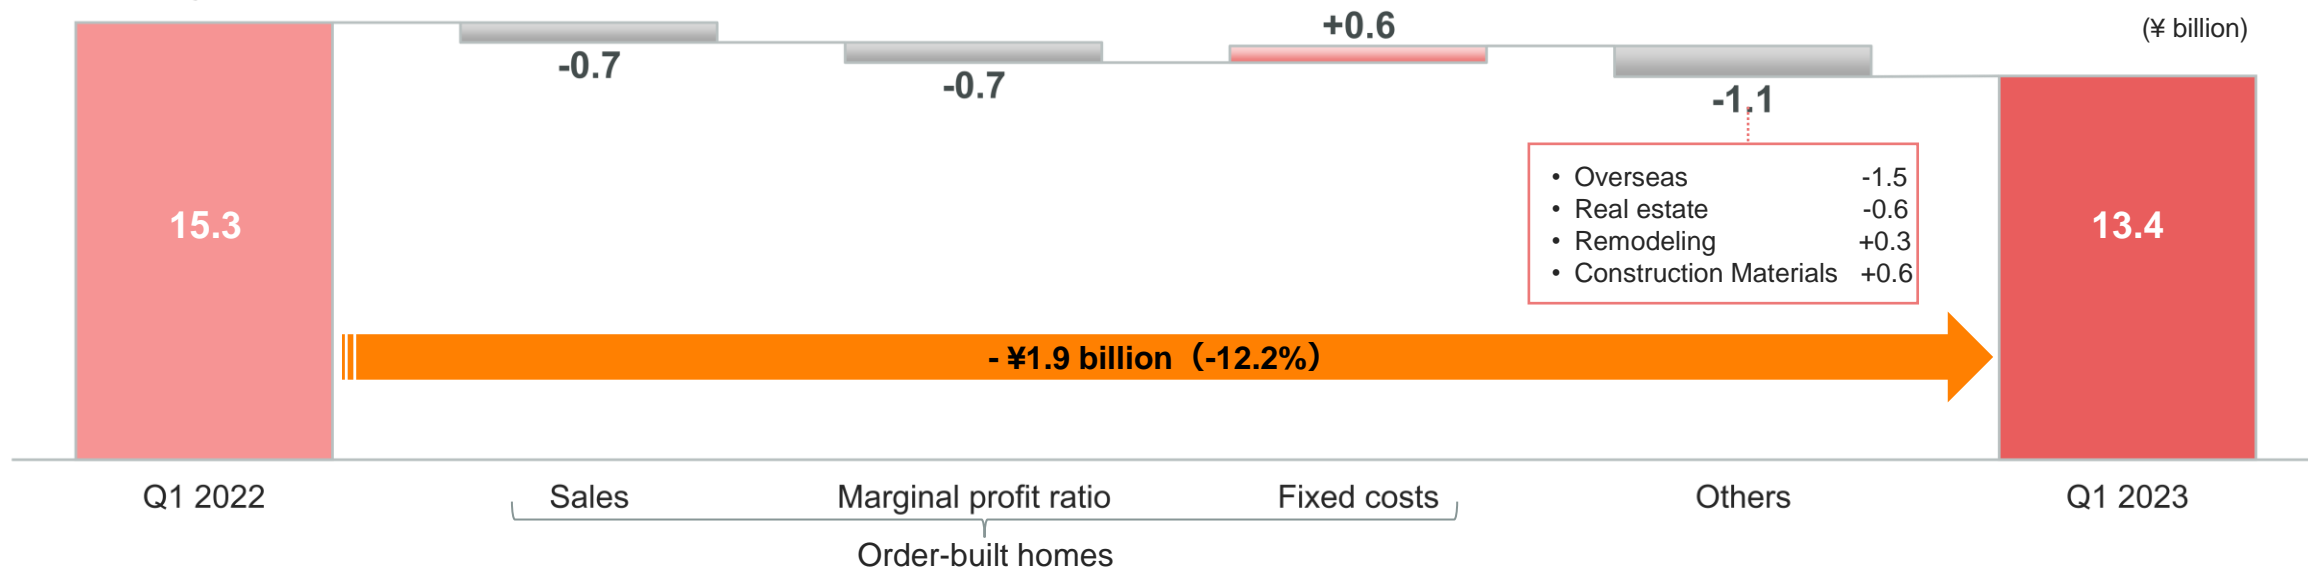 +0.6
(¥ billion)
-0.7
-0.7
-1.1
• Overseas -1.5
• Real estate -0.6
• Remodeling +0.3
• Construction Materials +0.6
15.3
13.4
- ¥1.9 billion（-12.2%）
Q1 2022 Sales Marginal profit ratio Fixed costs Others Q1 2023
Order-built homes